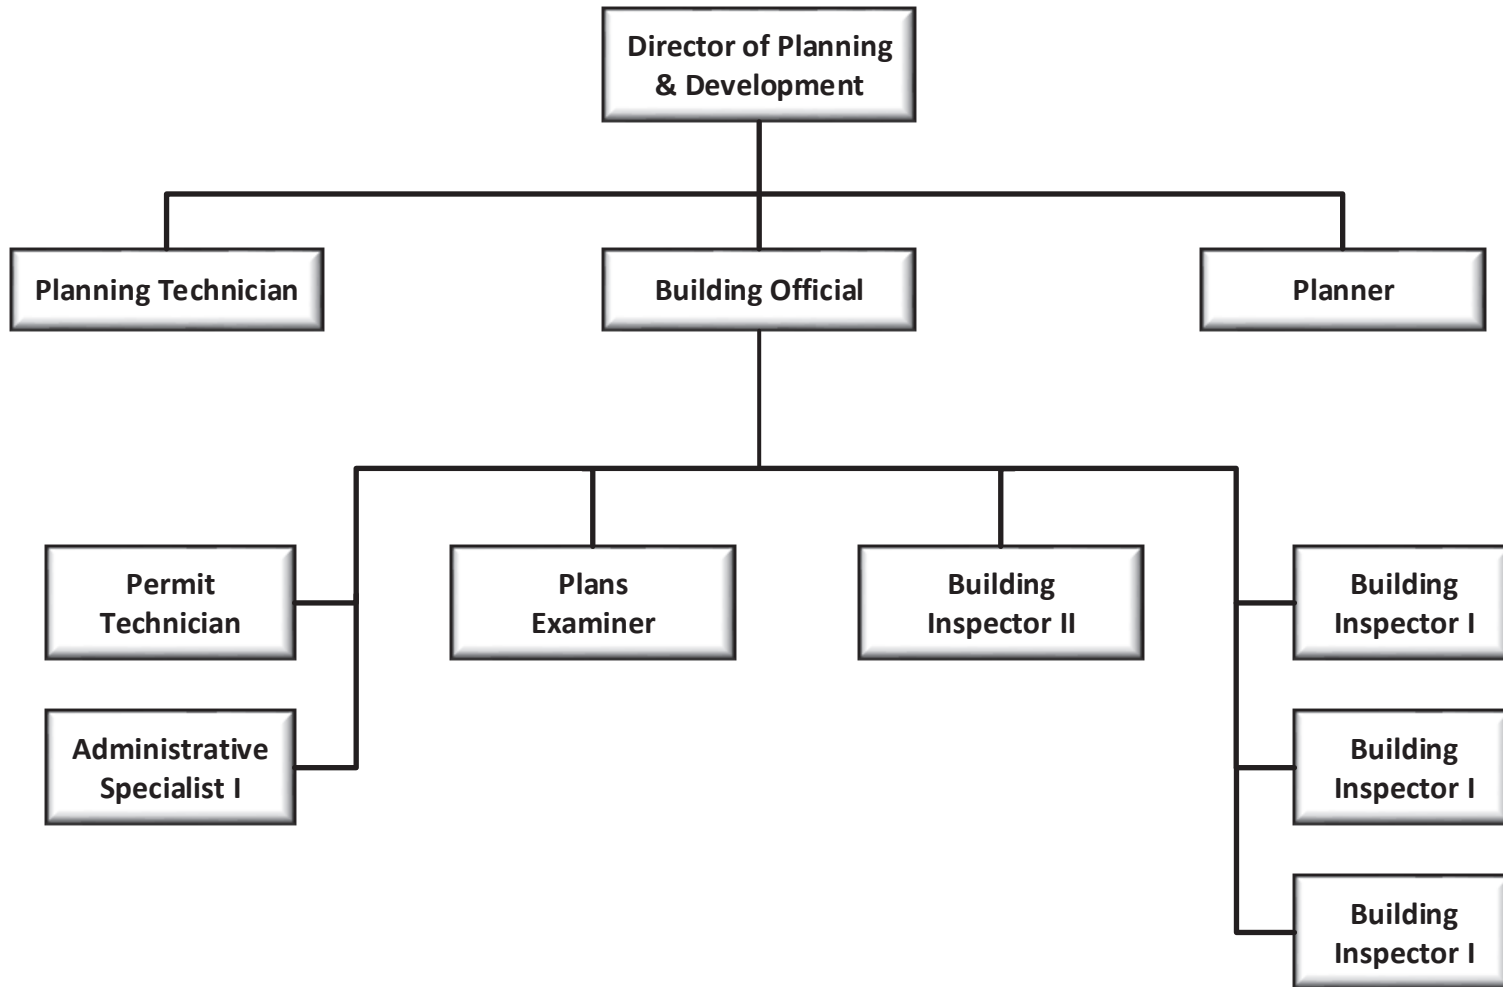 Director of Planning
& Development
Planning Technician
Building Official
Planner
Permit
Technician
Plans
Examiner
Building
Inspector II
Building
Inspector I
Administrative
Specialist I
Building
Inspector I
Building
Inspector I